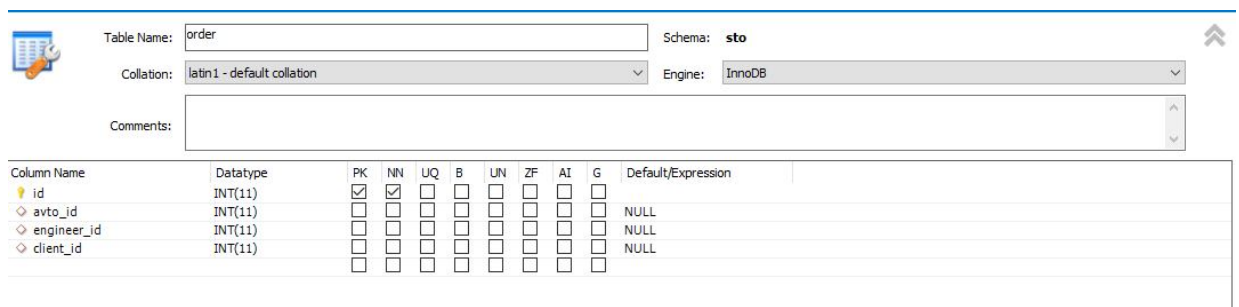 Table Name: order Schema: sto
Collation: latin1 - default collation Engine: InnoDB
Comments:
Column Name Datatype PK NN UQ B UN ZF AI G Default/Expression
id INT(11)
avto_id INT(11) NULL
engineer_id INT(11) NULL
client_id INT(11) NULL